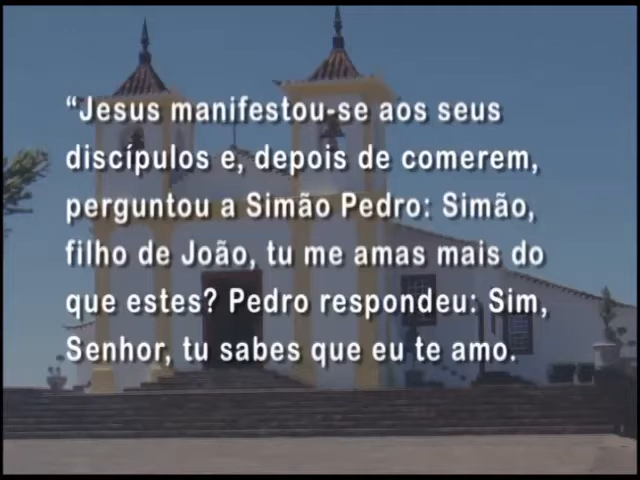 “Jesus manifestou-se aos seus
discípulos e, depois de comerem,
perguntou a Simão Pedro: Simão,
filho de João, tu me amas mais do
que estes? Pedro respondeu: Sim,
Senhor, tu sabes que eu te amo.